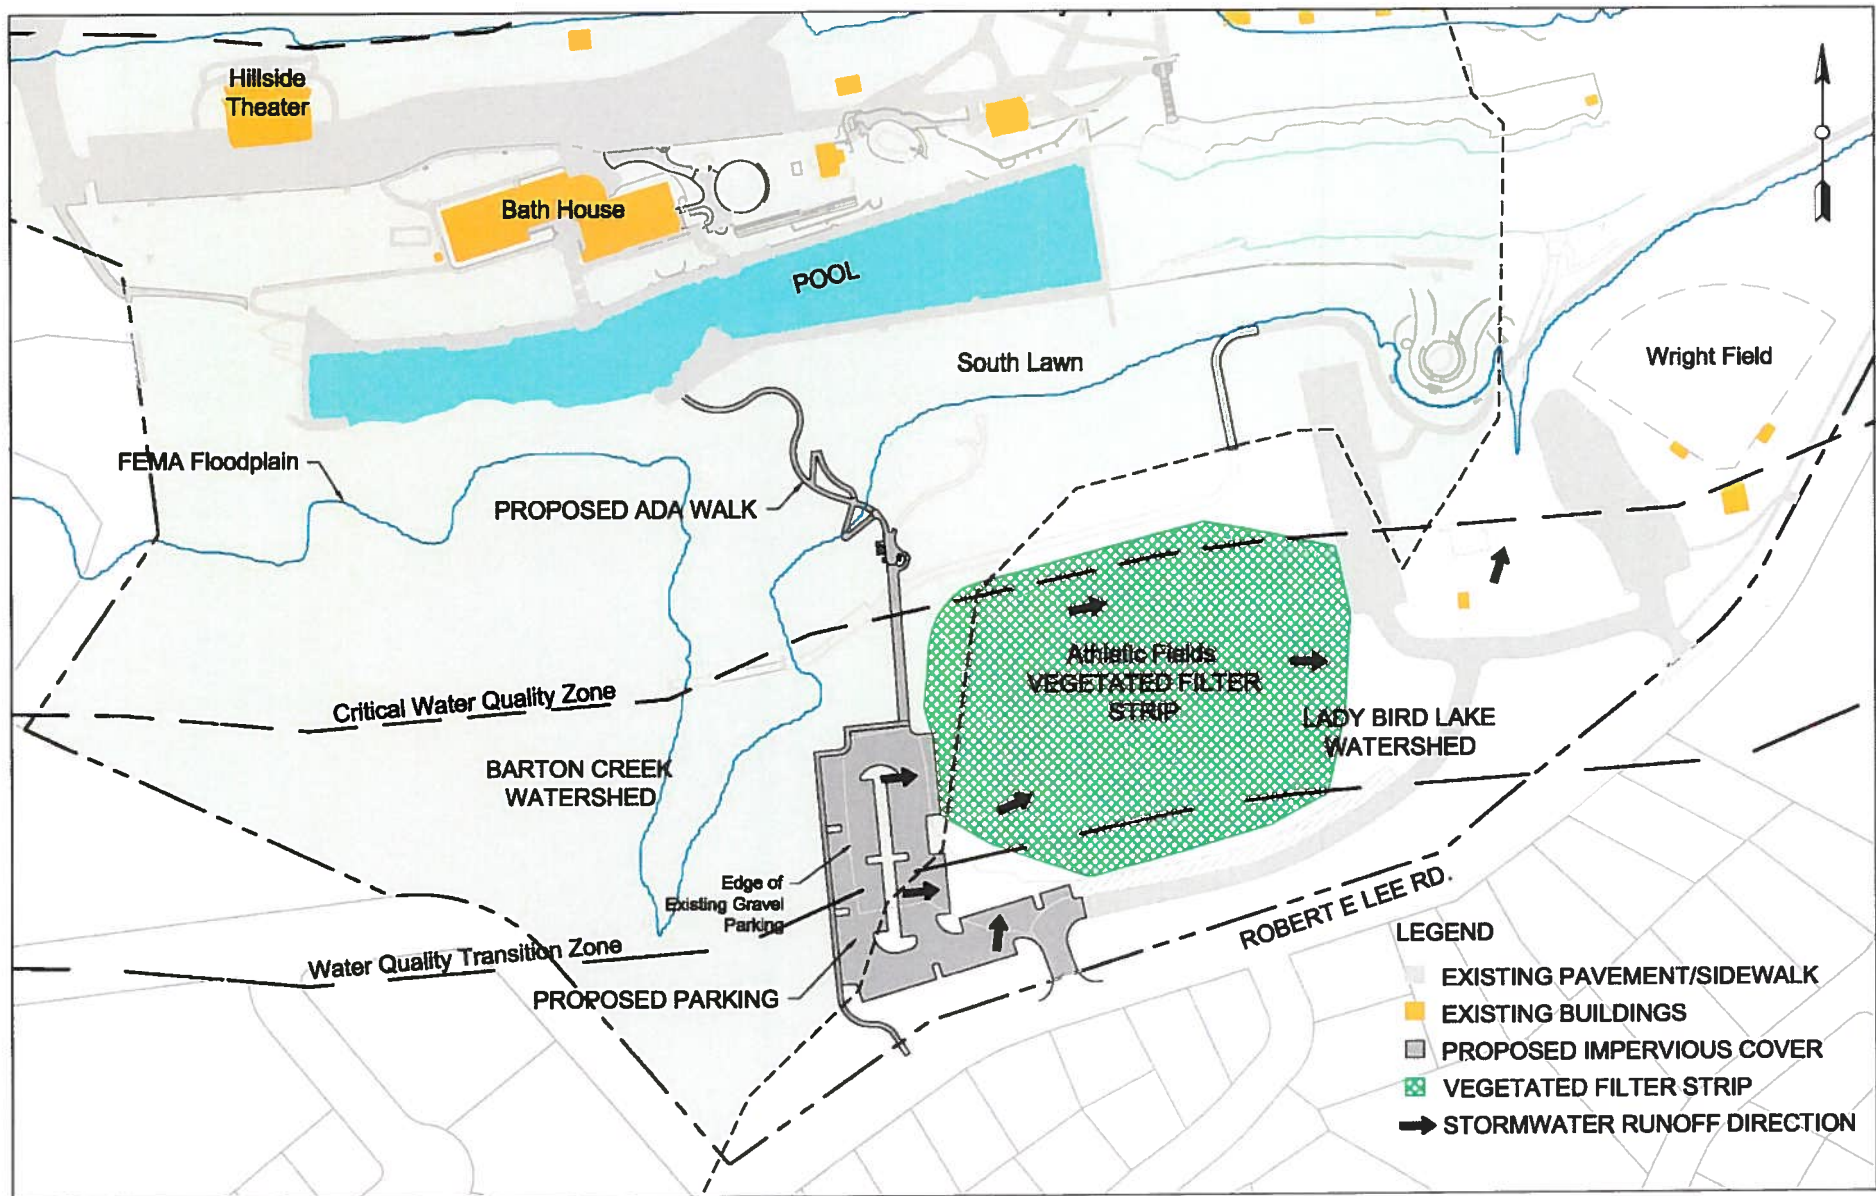 Hillside
Theater
Bath House
POOL
South Lawn
Wright Field
FEMA Floodplain
PROPOSED ADA WALK
Athletic Fields
VEGETATED FILTER
STRIP
Critical Water Quality Zone
LADY BIRD LAKE
WATERSHED
BARTON CREEK
WATERSHED
Edge of
Existing Gravel
Parking
Water Quality Transition Zone
PROPOSED PARKING
ROBERT E LEE RD.
LEGEND
EXISTING PAVEMENT/SIDEWALK
EXISTING BUILDINGS
PROPOSED IMPERVIOUS COVER
VEGETATED FILTER STRIP
STORMWATER RUNOFF DIRECTION